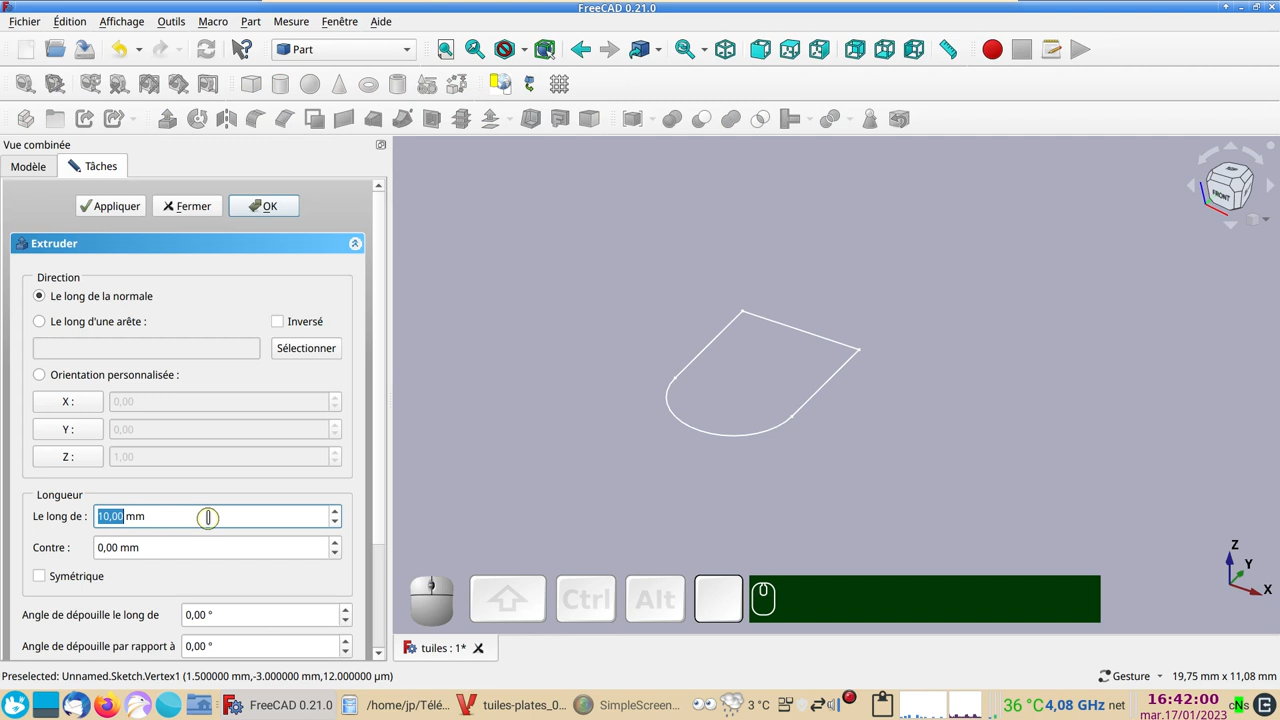 FreeCAD 0.21.0
Fichier Édition Affichage Outils Macro Part Mesure Fenêtre Aide
Part
Vue combinée
Modèle Tâches
Appliquer Fermer OK
Extruder
Direction
Le long de la normale
Le long d'une arête : Inversé
Sélectionner
Orientation personnalisée :
X : 0,00
Y : 0,00
Z : 1,00
Longueur
Le long de : 10,00 mm
Contre : 0,00 mm
Symétrique
Angle de dépouille le long de 0,00 °
Angle de dépouille par rapport à 0,00 °
FRONT
Z
Y
X
Ctrl Alt
tuiles : 1*
Preselected: Unnamed.Sketch.Vertex1 (1.500000 mm,-3.000000 mm,12.000000 µm) Gesture 19,75 mm x 11,08 mm
FreeCAD 0.21.0 /home/jp/Télé... tuiles-plates_0... SimpleScreen... 3 °C 36 °C 4,08 GHz net 16:42:00 cNs
mar.17/01/2023